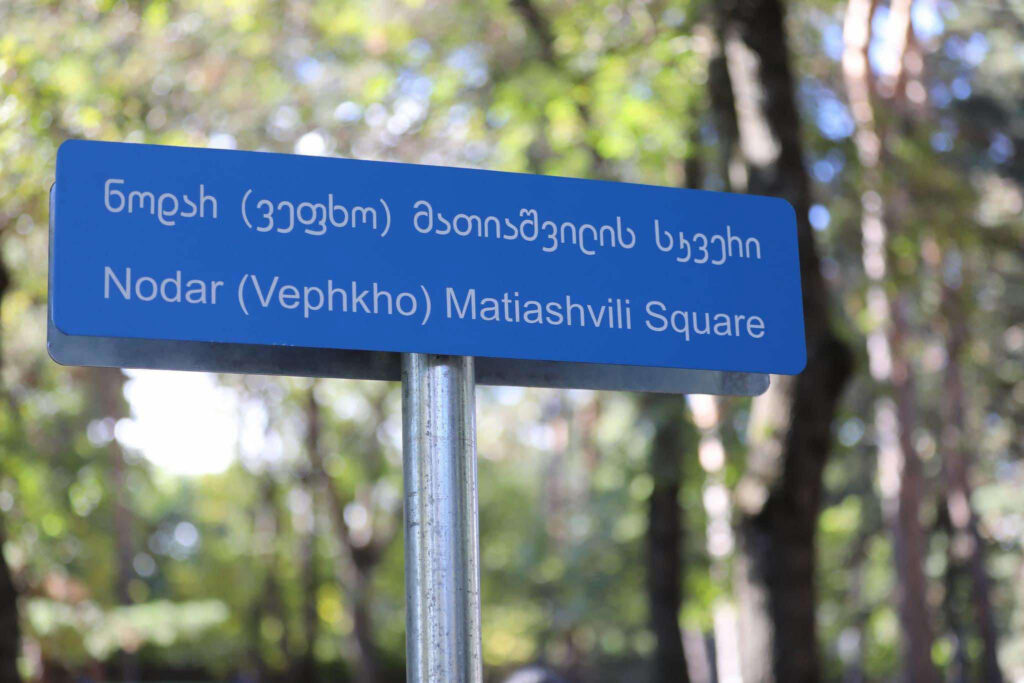 ნოდარ (ვეფხო) მათიაშვილის სკვერი
Nodar (Vephkho) Matiashvili Square